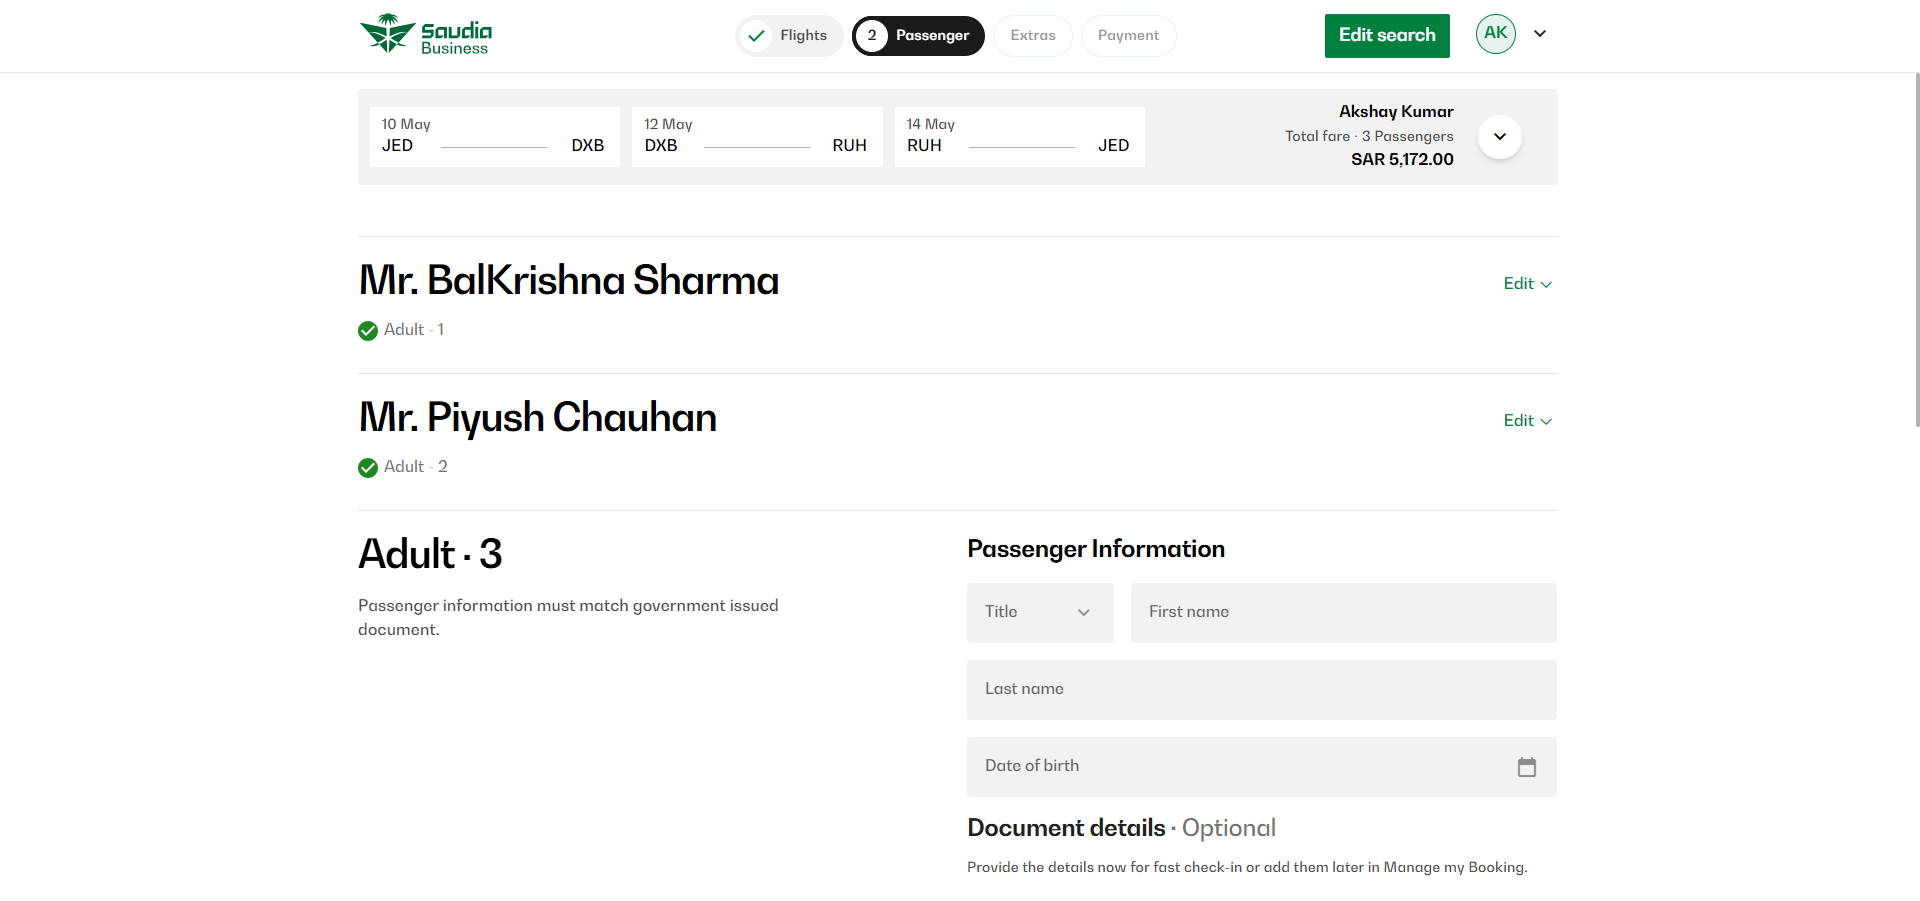 Saudia
Business
Flights
2 Passenger
Extras
Payment
Edit search
AK
10 May
JED DXB
12 May
DXB RUH
14 May
RUH JED
Akshay Kumar
Total fare · 3 Passengers
SAR 5,172.00
Mr. BalKrishna Sharma
Edit
Adult - 1
Mr. Piyush Chauhan
Edit
Adult - 2
Adult · 3
Passenger information must match government issued
document.
Passenger Information
Title
First name
Last name
Date of birth
Document details · Optional
Provide the details now for fast check-in or add them later in Manage my Booking.